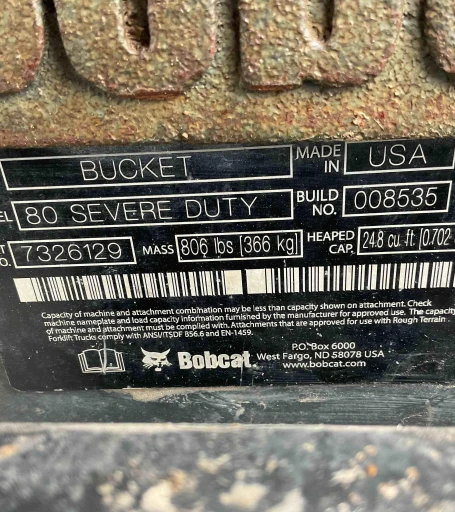 BUCKET
MADE IN USA
80 SEVERE DUTY
BUILD NO. 008535
7326129 MASS 806 lbs [366 kg] HEAPED CAP. 24.8 cu. ft. [0.702
Capacity of machine and attachment combination may be less than capacity shown on attachment. Check
machine nameplate and load capacity information furnished by the manufacturer for approved use. The capacity
of machine and attachment must be complied with. Attachments that are approved for use with Rough Terrain
Forklift Trucks comply with ANSI/ITSDF B56.6 and EN-1459.
Bobcat.
P.O. Box 6000
West Fargo, ND 58078 USA
www.bobcat.com